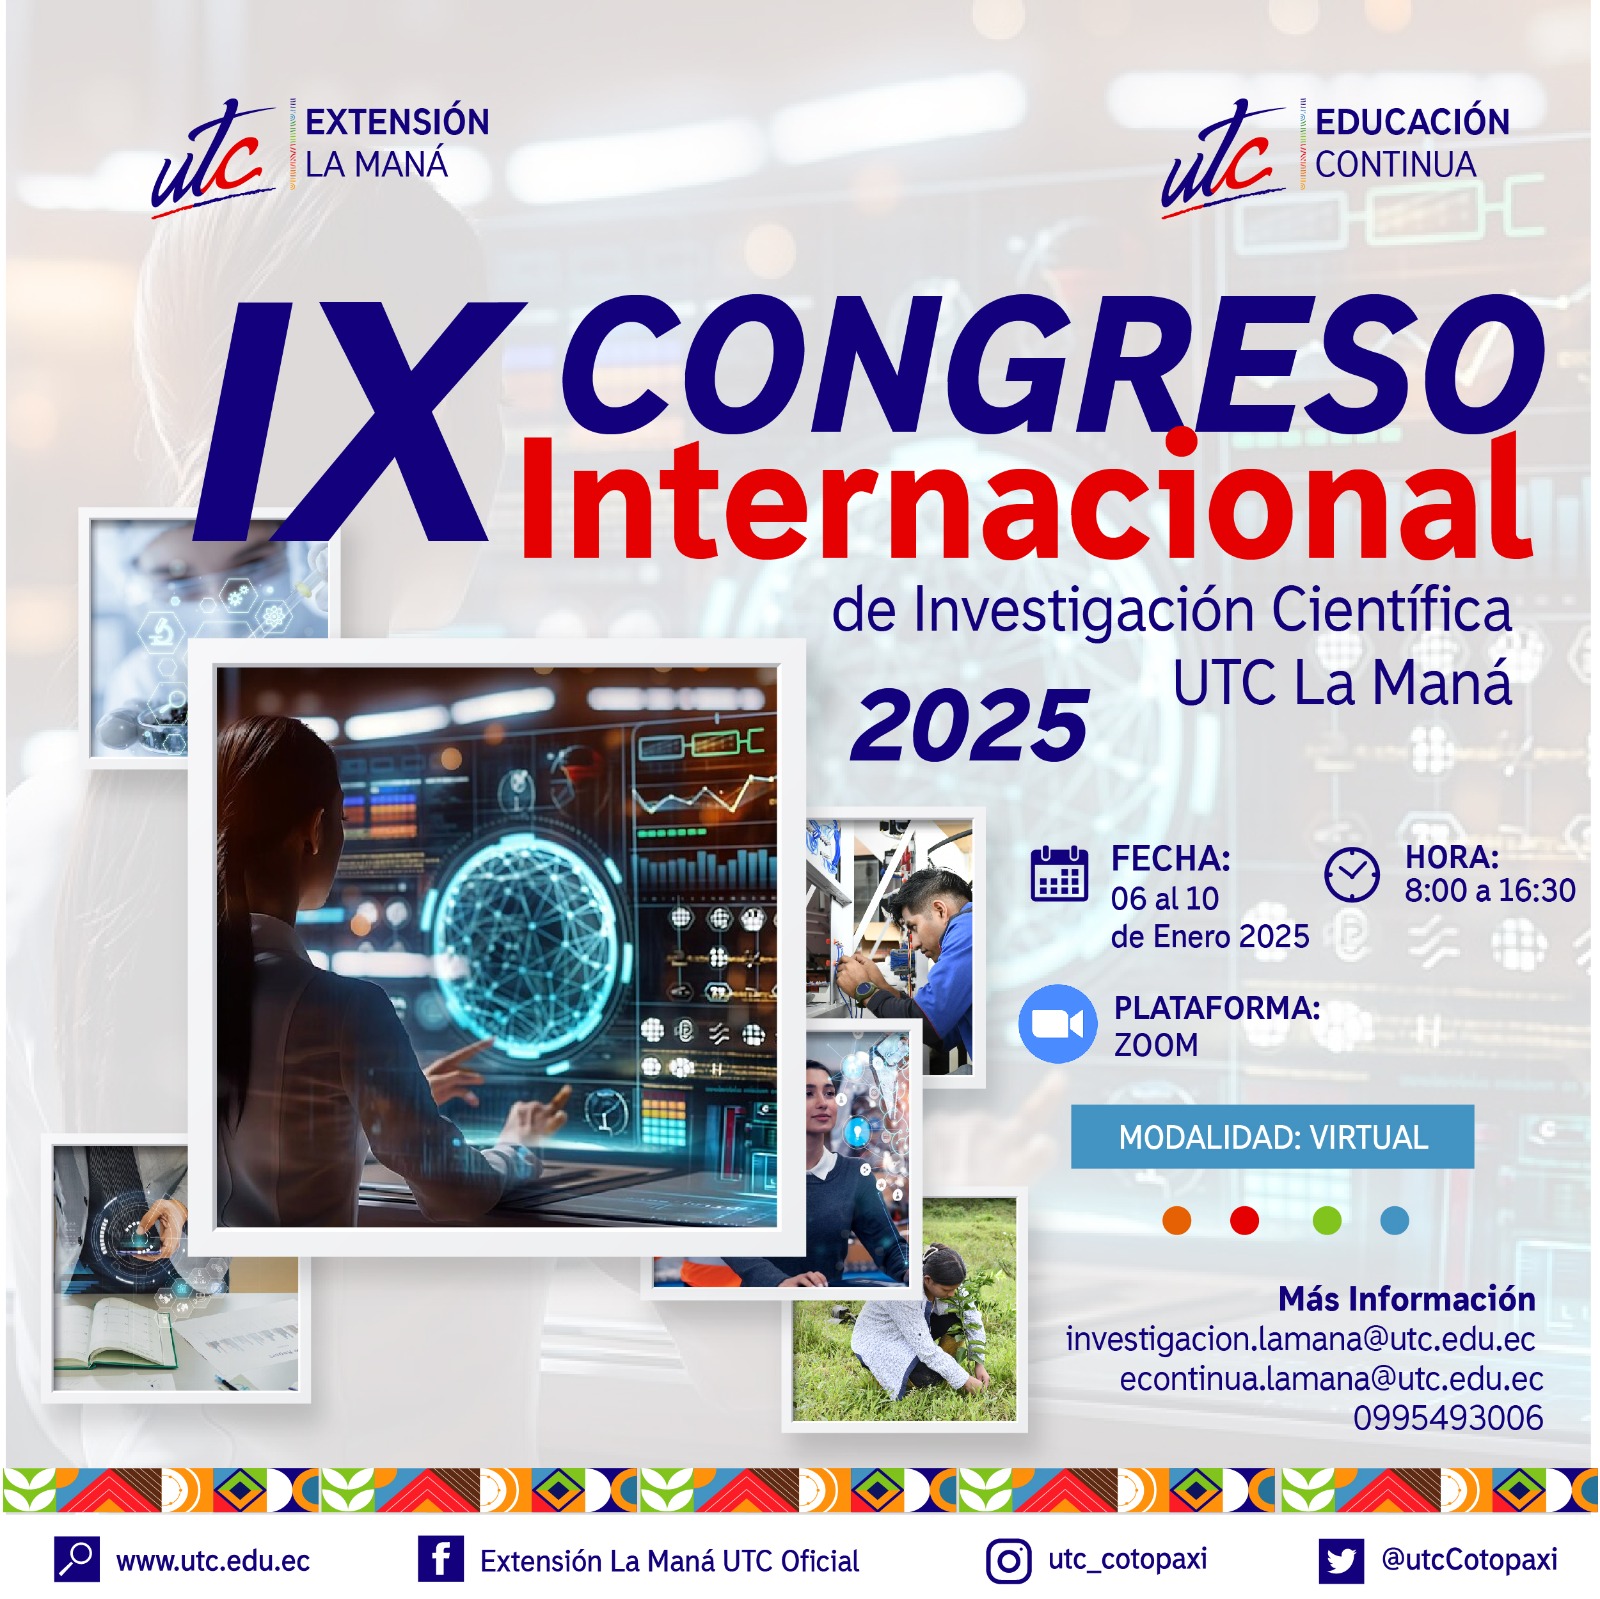 utc EXTENSIÓN
LA MANÁ
utc EDUCACIÓN
CONTINUA
IX CONGRESO
Internacional
de Investigación Científica
UTC La Maná
2025
FECHA:
06 al 10
de Enero 2025
HORA:
8:00 a 16:30
PLATAFORMA:
ZOOM
MODALIDAD: VIRTUAL
Más Información
investigacion.lamana@utc.edu.ec
econtinua.lamana@utc.edu.ec
0995493006
www.utc.edu.ec
Extensión La Maná UTC Oficial
utc_cotopaxi
@utcCotopaxi